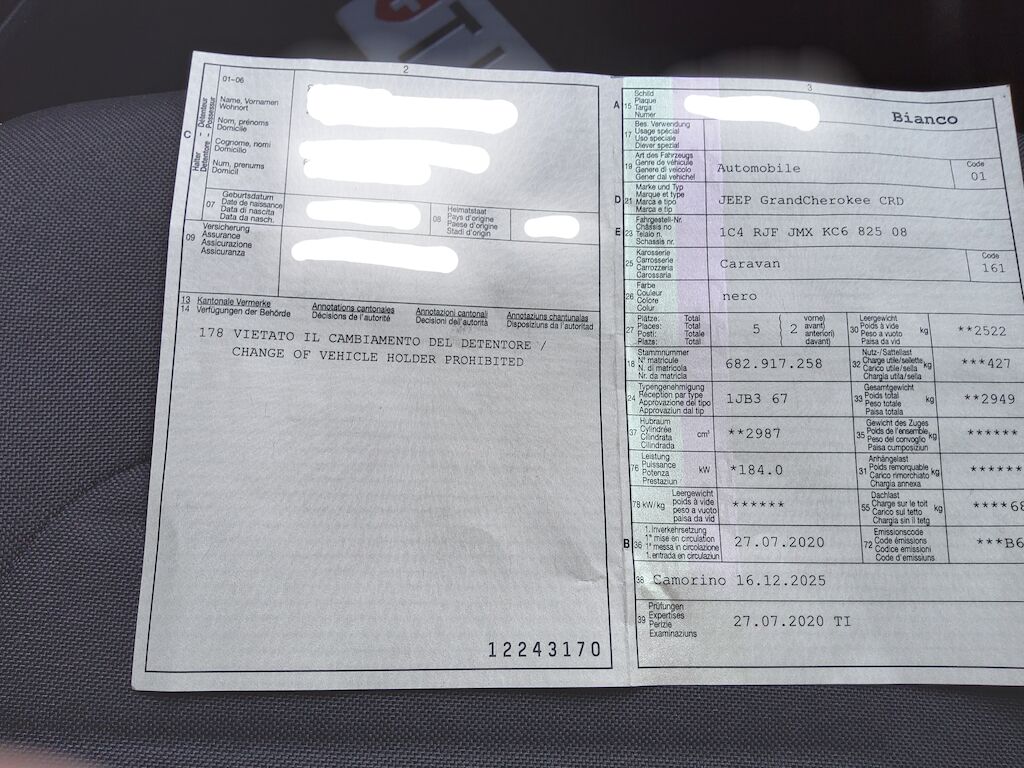 TI
2
01-06
C
Halter
Détenteur
Detentore
Possessur
Name, Vornamen
Wohnort
Nom, prénoms
Domicile
Cognome, nomi
Domicilio
Num, prenums
Domicil
07
Geburtsdatum
Date de naissance
Data di nascita
Data da nasch.
08
Heimatstaat
Pays d'origine
Paese d'origine
Stadi d'origin
09
Versicherung
Assurance
Assicurazione
Assicuranza
13 Kantonale Vermerke
14 Verfügungen der Behörde
Annotations cantonales
Décisions de l'autorité
Annotazioni cantonali
Decisioni dell'autorità
Annotaziuns chantunalas
Disposiziuns da l'autoritad
178 VIETATO IL CAMBIAMENTO DEL DETENTORE /
CHANGE OF VEHICLE HOLDER PROHIBITED
12243170
3
A 15
Schild
Plaque
Targa
Numer
Bianco
17
Bes. Verwendung
Usage spécial
Uso speciale
Diever spezial
19
Art des Fahrzeugs
Genre de véhicule
Genere di veicolo
Gener dal vehichel
Automobile
Code
01
D 21
Marke und Typ
Marque et type
Marca e tipo
Marca e tip
JEEP GrandCherokee CRD
E 23
Fahrgestell-Nr.
Châssis no
Telaio n.
Schassis nr.
1C4 RJF JMX KC6 825 08
25
Karosserie
Carrosserie
Carrozzeria
Carossaria
Caravan
Code
161
26
Farbe
Couleur
Colore
Colur
nero
27
Plätze: Total
Places: Total
Posti: Totale
Plazs: Total
5
2
vorne)
avant)
anteriori)
davant)
30
Leergewicht
Poids à vide
Peso a vuoto
Paisa da vid
kg
**2522
18
Stammnummer
N° matricule
N. di matricola
Nr. da matricla
682.917.258
32
Nutz-/Sattellast
Charge utile/sellette
Carico utile/sella
Chargia utila/sella
kg
***427
24
Typengenehmigung
Réception par type
Approvazione del tipo
Approvaziun dal tip
1JB3 67
33
Gesamtgewicht
Poids total
Peso totale
Paisa totala
kg
**2949
37
Hubraum
Cylindrée
Cilindrata
Cilindrada
cm³
**2987
35
Gewicht des Zuges
Poids de l'ensemble
Peso del convoglio
Paisa cumposiziun
kg
******
76
Leistung
Puissance
Potenza
Prestaziun
kW
*184.0
31
Anhängelast
Poids remorquable
Carico rimorchiato
Chargia annexa
kg
******
78 kW/kg
Leergewicht
poids à vide
peso a vuoto
paisa da vid
******
55
Dachlast
Charge sur le toit
Carico sul tetto
Chargia sin il tetg
kg
****68
B 36
1. Inverkehrsetzung
1re mise en circulation
1a messa in circolazione
1. entrada en circulaziun
27.07.2020
72
Emissionscode
Code émissions
Codice emissioni
Code d'emissiuns
***B6
38
Camorino 16.12.2025
39
Prüfungen
Expertises
Perizie
Examinaziuns
27.07.2020 TI